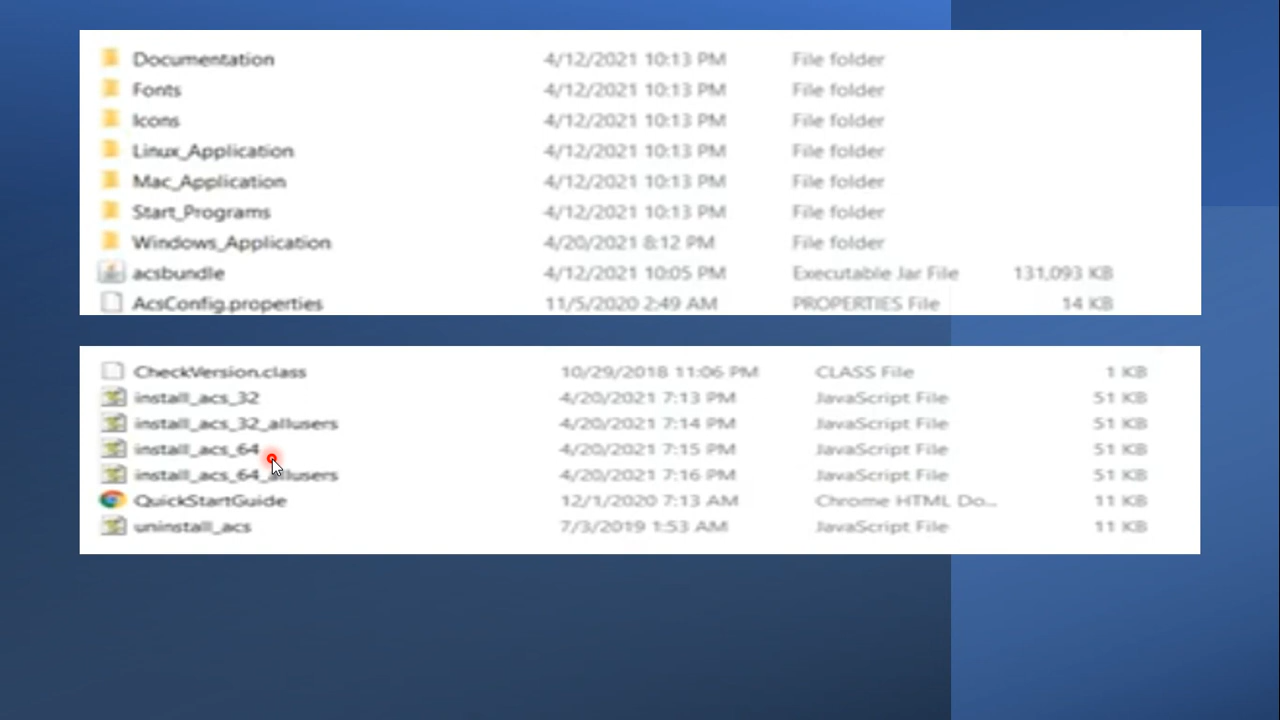 Documentation 4/12/2021 10:13 PM File folder
Fonts 4/12/2021 10:13 PM File folder
Icons 4/12/2021 10:13 PM File folder
Linux_Application 4/12/2021 10:13 PM File folder
Mac_Application 4/12/2021 10:13 PM File folder
Start_Programs 4/12/2021 10:13 PM File folder
Windows_Application 4/20/2021 8:12 PM File folder
acsbundle 4/12/2021 10:05 PM Executable Jar File 131,093 KB
AcsConfig.properties 11/5/2020 2:49 AM PROPERTIES File 14 KB
CheckVersion.class 10/29/2018 11:06 PM CLASS File 1 KB
install_acs_32 4/20/2021 7:13 PM JavaScript File 51 KB
install_acs_32_allusers 4/20/2021 7:14 PM JavaScript File 51 KB
install_acs_64 4/20/2021 7:15 PM JavaScript File 51 KB
install_acs_64_allusers 4/20/2021 7:16 PM JavaScript File 51 KB
QuickStartGuide 12/1/2020 7:13 AM Chrome HTML Do... 11 KB
uninstall_acs 7/3/2019 1:53 AM JavaScript File 11 KB